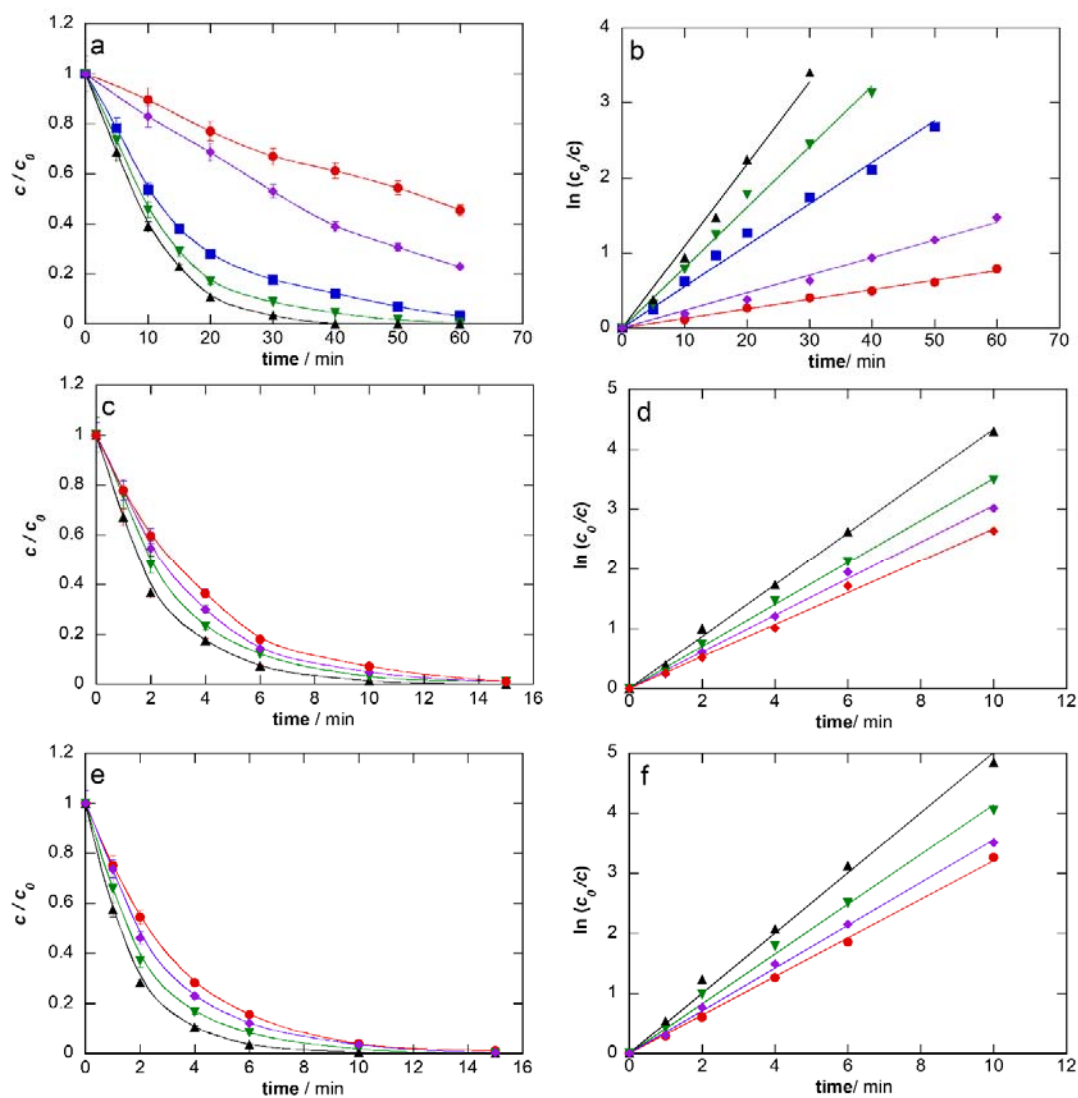 a
1.2
1
0.8
0.6
0.4
0.2
0
c / c0
0 10 20 30 40 50 60 70
time / min
b
4
3
2
1
0
ln (c0/c)
0 10 20 30 40 50 60 70
time/ min
c
1.2
1
0.8
0.6
0.4
0.2
0
c / c0
0 2 4 6 8 10 12 14 16
time / min
d
5
4
3
2
1
0
ln (c0/c)
0 2 4 6 8 10 12
time/ min
e
1.2
1
0.8
0.6
0.4
0.2
0
c / c0
0 2 4 6 8 10 12 14 16
time / min
f
5
4
3
2
1
0
ln (c0/c)
0 2 4 6 8 10 12
time/ min